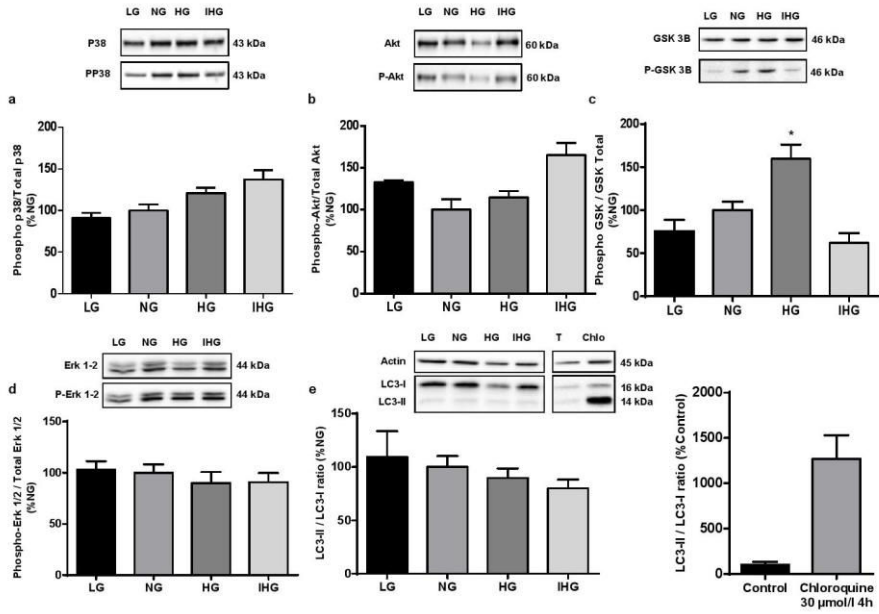 LG NG HG IHG
P38 43 kDa
PP38 43 kDa
a
Phospho p38/Total p38
(%NG)
150
100
50
LG NG HG IHG
LG NG HG IHG
Akt 60 kDa
P-Akt 60 kDa
b
Phospho-Akt/Total Akt
(%NG)
200
150
100
50
0
LG NG HG IHG
LG NG HG IHG
GSK 3B 46 kDa
P-GSK 3B 46 kDa
c
Phospho GSK / GSK Total
(%NG)
200
150
100
50
0
*
LG NG HG IHG
LG NG HG IHG
Erk 1-2 44 kDa
P-Erk 1-2 44 kDa
d
Phospho-Erk 1/2 / Total Erk 1/2
(%NG)
150
100
50
0
LG NG HG IHG
LG NG HG IHG T Chlo
Actin 45 kDa
LC3-I 16 kDa
LC3-II 14 kDa
e
LC3-II / LC3-I ratio (%NG)
150
100
50
LG NG HG IHG
LC3-II / LC3-I ratio (%Control)
2000
1500
1000
500
0
Control Chloroquine
30 µmol/l 4h